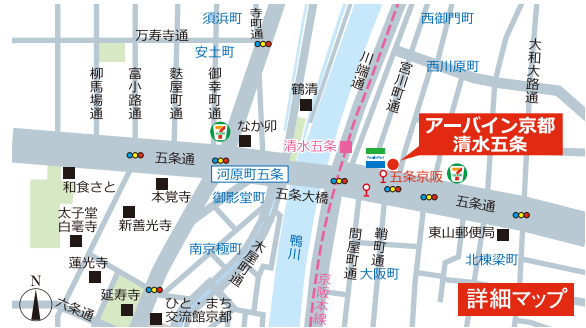 須浜町
寺町通
西御門町
万寿寺通
安土町
川端通
宮川町通
西川原町
大和大路通
柳馬場通
富小路通
麩屋町通
御幸町通
鶴清
なか卯
清水五条
アーバイン京都
清水五条
FamilyMart
五条京阪
五条通
河原町五条
和食さと
本覚寺
御影堂町
五条大橋
五条通
太子堂
白毫寺
新善光寺
南京極町
木屋町通
鴨川
問屋町通
鞘町通
東山郵便局
大阪町
北棟梁町
蓮光寺
京阪本線
N
延寿寺
六条通
ひと・まち
交流館京都
詳細マップ